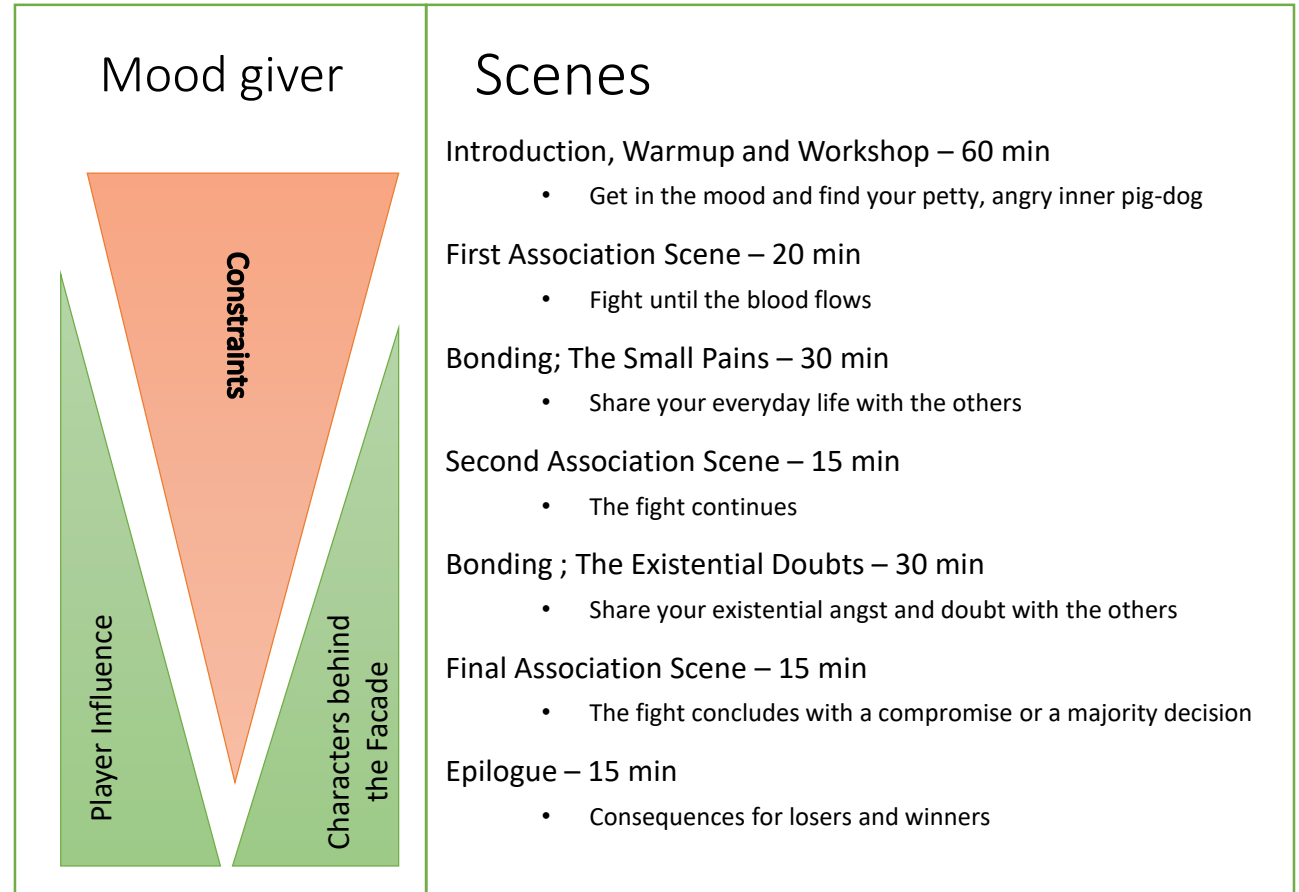 Mood giver
Constraints
Player Influence
Characters behind
the Facade
Scenes
Introduction, Warmup and Workshop – 60 min
• Get in the mood and find your petty, angry inner pig-dog
First Association Scene – 20 min
• Fight until the blood flows
Bonding; The Small Pains – 30 min
• Share your everyday life with the others
Second Association Scene – 15 min
• The fight continues
Bonding ; The Existential Doubts – 30 min
• Share your existential angst and doubt with the others
Final Association Scene – 15 min
• The fight concludes with a compromise or a majority decision
Epilogue – 15 min
• Consequences for losers and winners